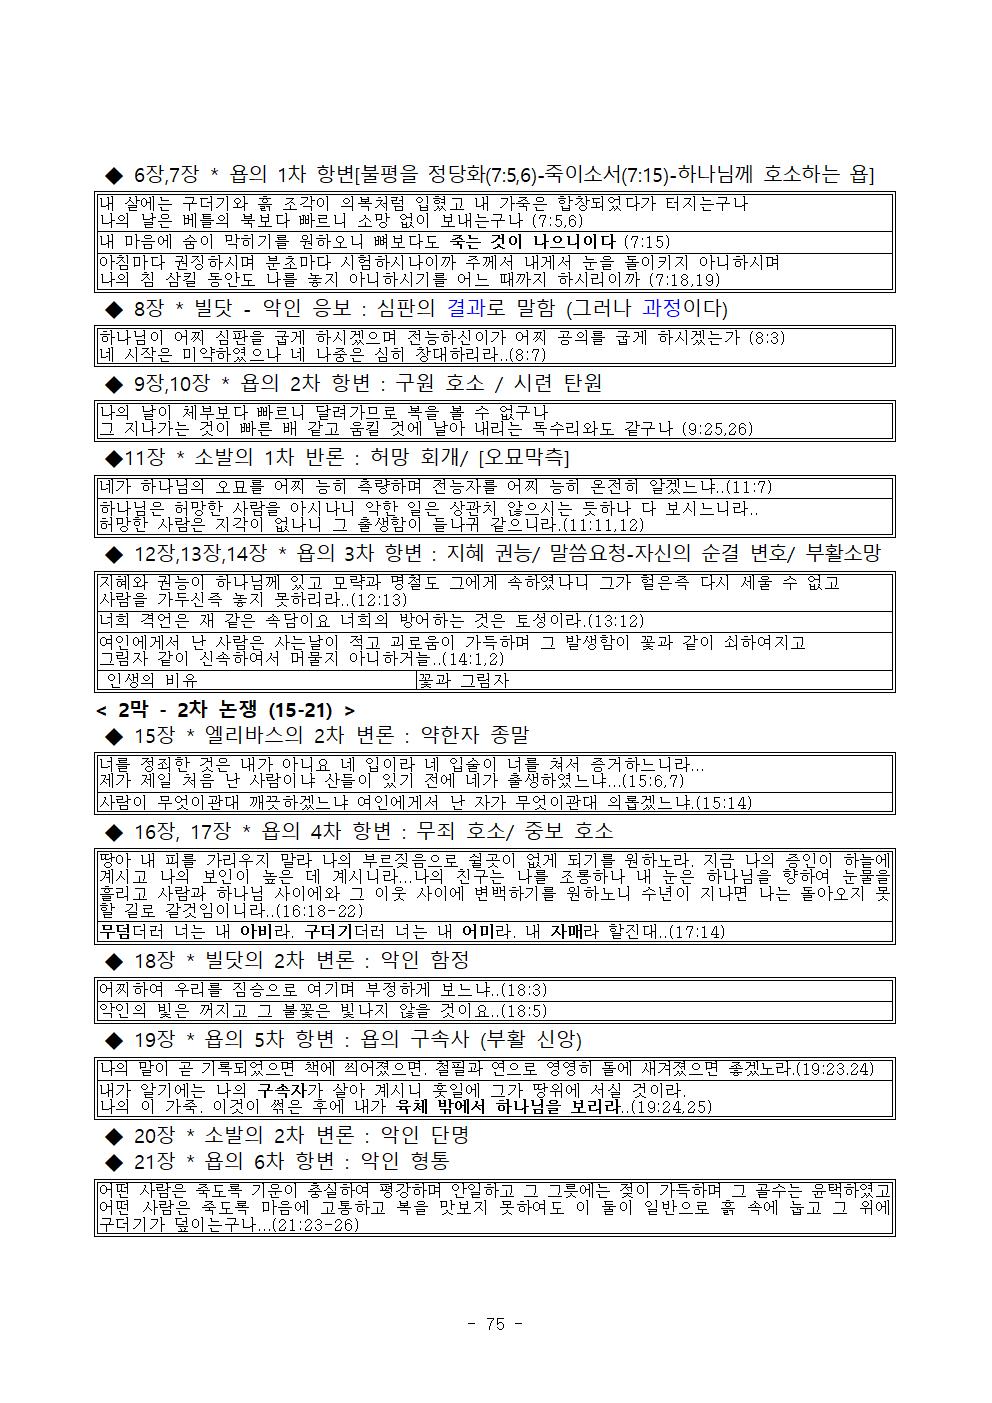 ◆ 6장,7장 * 욥의 1차 항변[불평을 정당화(7:5,6)-죽이소서(7:15)-하나님께 호소하는 욥]
내 살에는 구더기와 흙 조각이 의복처럼 입혔고 내 가죽은 합창되었다가 터지는구나
나의 날은 베틀의 북보다 빠르니 소망 없이 보내는구나 (7:5,6)
내 마음에 숨이 막히기를 원하오니 뼈보다도 죽는 것이 나으니이다 (7:15)
아침마다 권징하시며 분초마다 시험하시나이까 주께서 내게서 눈을 돌이키지 아니하시며
나의 침 삼킬 동안도 나를 놓지 아니하시기를 어느 때까지 하시리이까 (7:18,19)
◆ 8장 * 빌닷 - 악인 응보 : 심판의 결과로 말함 (그러나 과정이다)
하나님이 어찌 심판을 굽게 하시겠으며 전능하신이가 어찌 공의를 굽게 하시겠는가 (8:3)
네 시작은 미약하였으나 네 나중은 심히 창대하리라..(8:7)
◆ 9장,10장 * 욥의 2차 항변 : 구원 호소 / 시련 탄원
나의 날이 체부보다 빠르니 달려가므로 복을 볼 수 없구나
그 지나가는 것이 빠른 배 같고 움킬 것에 날아 내리는 독수리와도 같구나 (9:25,26)
◆11장 * 소발의 1차 반론 : 허망 회개/ [오묘막측]
네가 하나님의 오묘를 어찌 능히 측량하며 전능자를 어찌 능히 온전히 알겠느냐..(11:7)
하나님은 허망한 사람을 아시나니 악한 일은 상관치 않으시는 듯하나 다 보시느니라..
허망한 사람은 지각이 없나니 그 출생함이 들나귀 같으니라.(11:11,12)
◆ 12장,13장,14장 * 욥의 3차 항변 : 지혜 권능/ 말씀요청-자신의 순결 변호/ 부활소망
지혜와 권능이 하나님께 있고 모략과 명철도 그에게 속하였나니 그가 헐은즉 다시 세울 수 없고
사람을 가두신즉 놓지 못하리라..(12:13)
너희 격언은 재 같은 속담이요 너희의 방어하는 것은 토성이라.(13:12)
여인에게서 난 사람은 사는날이 적고 괴로움이 가득하며 그 발생함이 꽃과 같이 쇠하여지고
그림자 같이 신속하여서 머물지 아니하거늘..(14:1,2)
인생의 비유 꽃과 그림자
< 2막 - 2차 논쟁 (15-21) >
◆ 15장 * 엘리바스의 2차 변론 : 약한자 종말
너를 정죄한 것은 내가 아니요 네 입이라 네 입술이 너를 쳐서 증거하느니라...
제가 제일 처음 난 사람이냐 산들이 있기 전에 네가 출생하였느냐...(15:6,7)
사람이 무엇이관대 깨끗하겠느냐 여인에게서 난 자가 무엇이관대 의롭겠느냐.(15:14)
◆ 16장, 17장 * 욥의 4차 항변 : 무죄 호소/ 중보 호소
땅아 내 피를 가리우지 말라 나의 부르짖음으로 쉴곳이 없게 되기를 원하노라. 지금 나의 증인이 하늘에
계시고 나의 보인이 높은 데 계시니라...나의 친구는 나를 조롱하나 내 눈은 하나님을 향하여 눈물을
흘리고 사람과 하나님 사이에와 그 이웃 사이에 변백하기를 원하노니 수년이 지나면 나는 돌아오지 못
할 길로 갈것임이니라..(16:18-22)
무덤더러 너는 내 아비라. 구더기더러 너는 내 어미라. 내 자매라 할진대..(17:14)
◆ 18장 * 빌닷의 2차 변론 : 악인 함정
어찌하여 우리를 짐승으로 여기며 부정하게 보느냐..(18:3)
악인의 빛은 꺼지고 그 불꽃은 빛나지 않을 것이요..(18:5)
◆ 19장 * 욥의 5차 항변 : 욥의 구속사 (부활 신앙)
나의 말이 곧 기록되었으면 책에 씌어졌으면. 철필과 연으로 영영히 돌에 새겨졌으면 좋겠노라.(19:23.24)
내가 알기에는 나의 구속자가 살아 계시니 훗일에 그가 땅위에 서실 것이라.
나의 이 가죽. 이것이 썪은 후에 내가 육체 밖에서 하나님을 보리라..(19:24,25)
◆ 20장 * 소발의 2차 변론 : 악인 단명
◆ 21장 * 욥의 6차 항변 : 악인 형통
어떤 사람은 죽도록 기운이 충실하여 평강하며 안일하고 그 그릇에는 젖이 가득하며 그 골수는 윤택하였고
어떤 사람은 죽도록 마음에 고통하고 복을 맛보지 못하여도 이 둘이 일반으로 흙 속에 눕고 그 위에
구더기가 덮이는구나...(21:23-26)
- 75 -